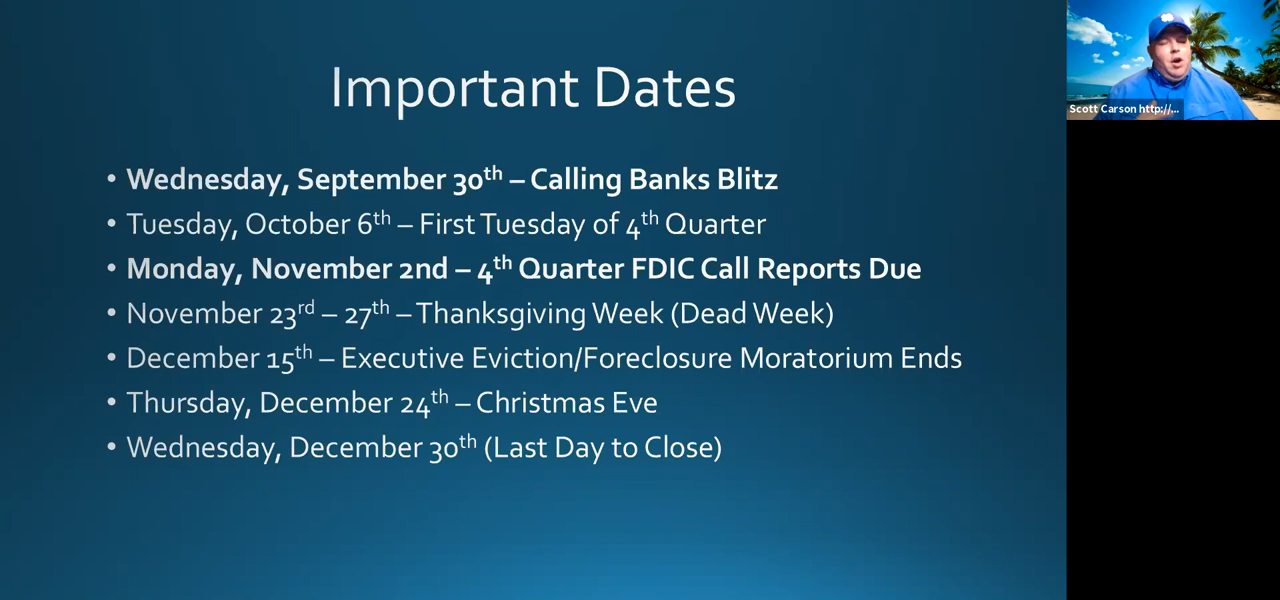 Important Dates
• Wednesday, September 30th – Calling Banks Blitz
• Tuesday, October 6th – First Tuesday of 4th Quarter
• Monday, November 2nd – 4th Quarter FDIC Call Reports Due
• November 23rd – 27th – Thanksgiving Week (Dead Week)
• December 15th – Executive Eviction/Foreclosure Moratorium Ends
• Thursday, December 24th – Christmas Eve
• Wednesday, December 30th (Last Day to Close)
Scott Carson http://...